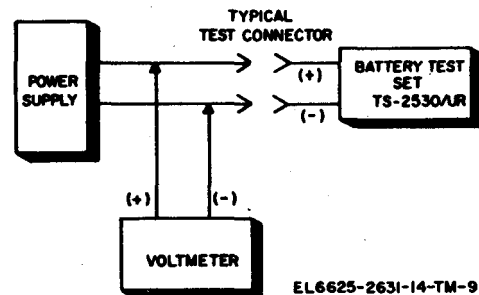 TYPICAL
TEST CONNECTOR
POWER
SUPPLY
(+)
(-)
BATTERY TEST
SET
TS-2530/UR
(+)
(-)
VOLTMETER
EL6625-2631-14-TM-9